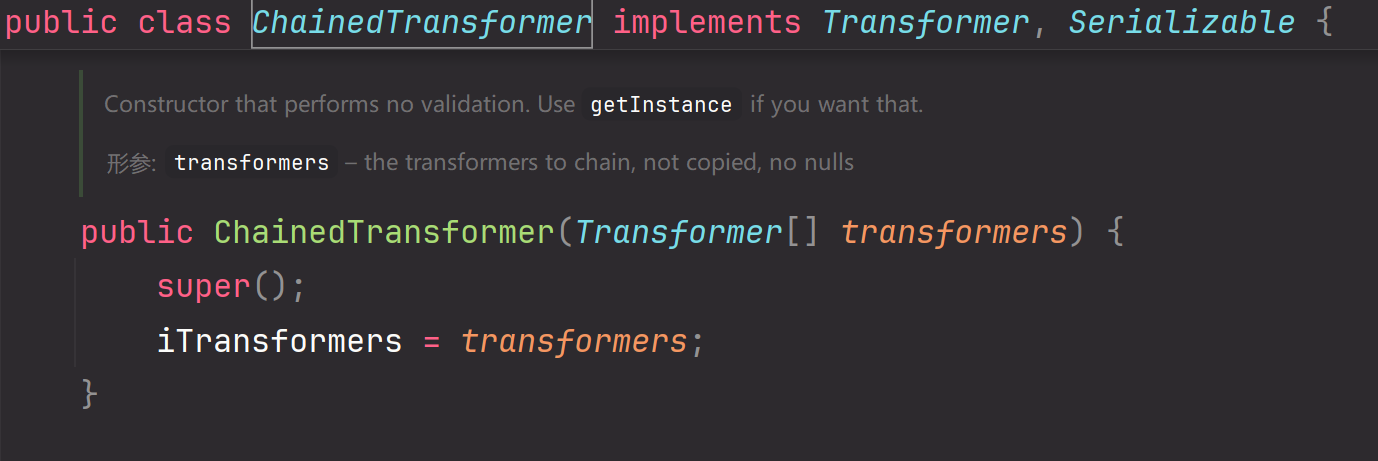 public class ChainedTransformer implements Transformer, Serializable {
Constructor that performs no validation. Use getInstance if you want that.
形参: transformers – the transformers to chain, not copied, no nulls
public ChainedTransformer(Transformer[] transformers) {
super();
iTransformers = transformers;
}